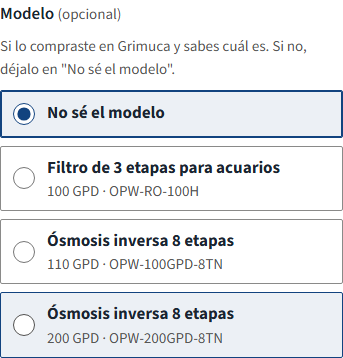 Modelo (opcional)
Si lo compraste en Grimuca y sabes cuál es. Si no,
déjalo en "No sé el modelo".
No sé el modelo
Filtro de 3 etapas para acuarios
100 GPD · OPW-RO-100H
Ósmosis inversa 8 etapas
110 GPD · OPW-100GPD-8TN
Ósmosis inversa 8 etapas
200 GPD · OPW-200GPD-8TN